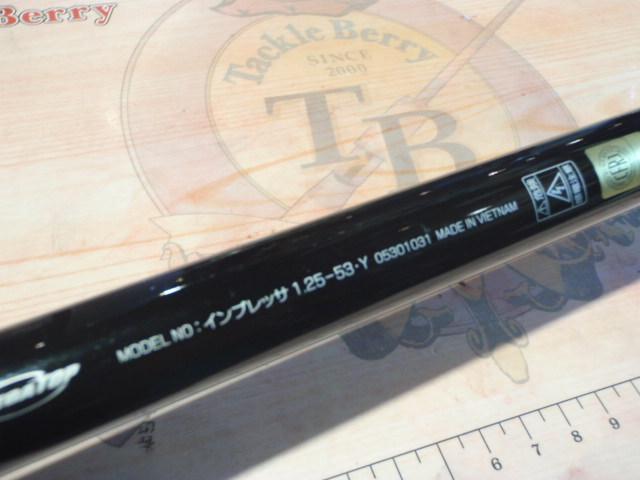 Berry
Tackle Berry
SINCE
2000
TB
MODEL NO：インプレッサ 1.25-53・Y 05301031 MADE IN VIETNAM
6 7 8 9